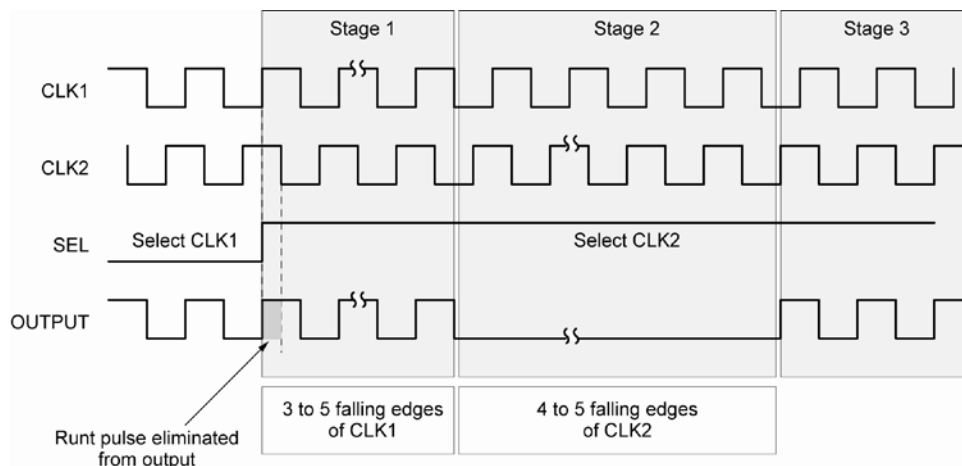 Stage 1
Stage 2
Stage 3
CLK1
CLK2
SEL
Select CLK1
Select CLK2
OUTPUT
3 to 5 falling edges
of CLK1
4 to 5 falling edges
of CLK2
Runt pulse eliminated
from output